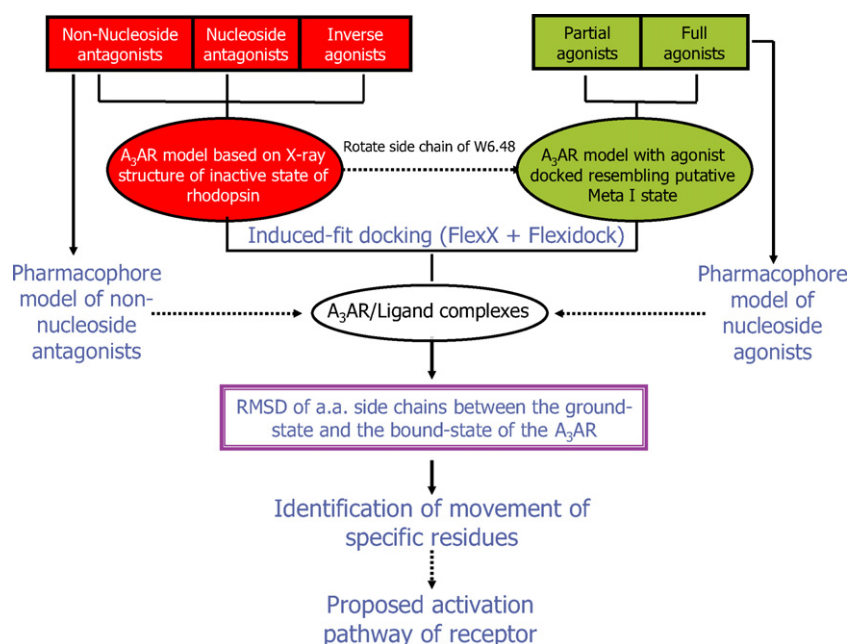 Non-Nucleoside
antagonists
Nucleoside
antagonists
Inverse
agonists
Partial
agonists
Full
agonists
A₃AR model based on X-ray
structure of inactive state of
rhodopsin
Rotate side chain of W6.48
A₃AR model with agonist
docked resembling putative
Meta I state
Induced-fit docking (FlexX + Flexidock)
Pharmacophore
model of non-
nucleoside
antagonists
A₃AR/Ligand complexes
Pharmacophore
model of
nucleoside
agonists
RMSD of a.a. side chains between the ground-
state and the bound-state of the A₃AR
Identification of movement of
specific residues
Proposed activation
pathway of receptor